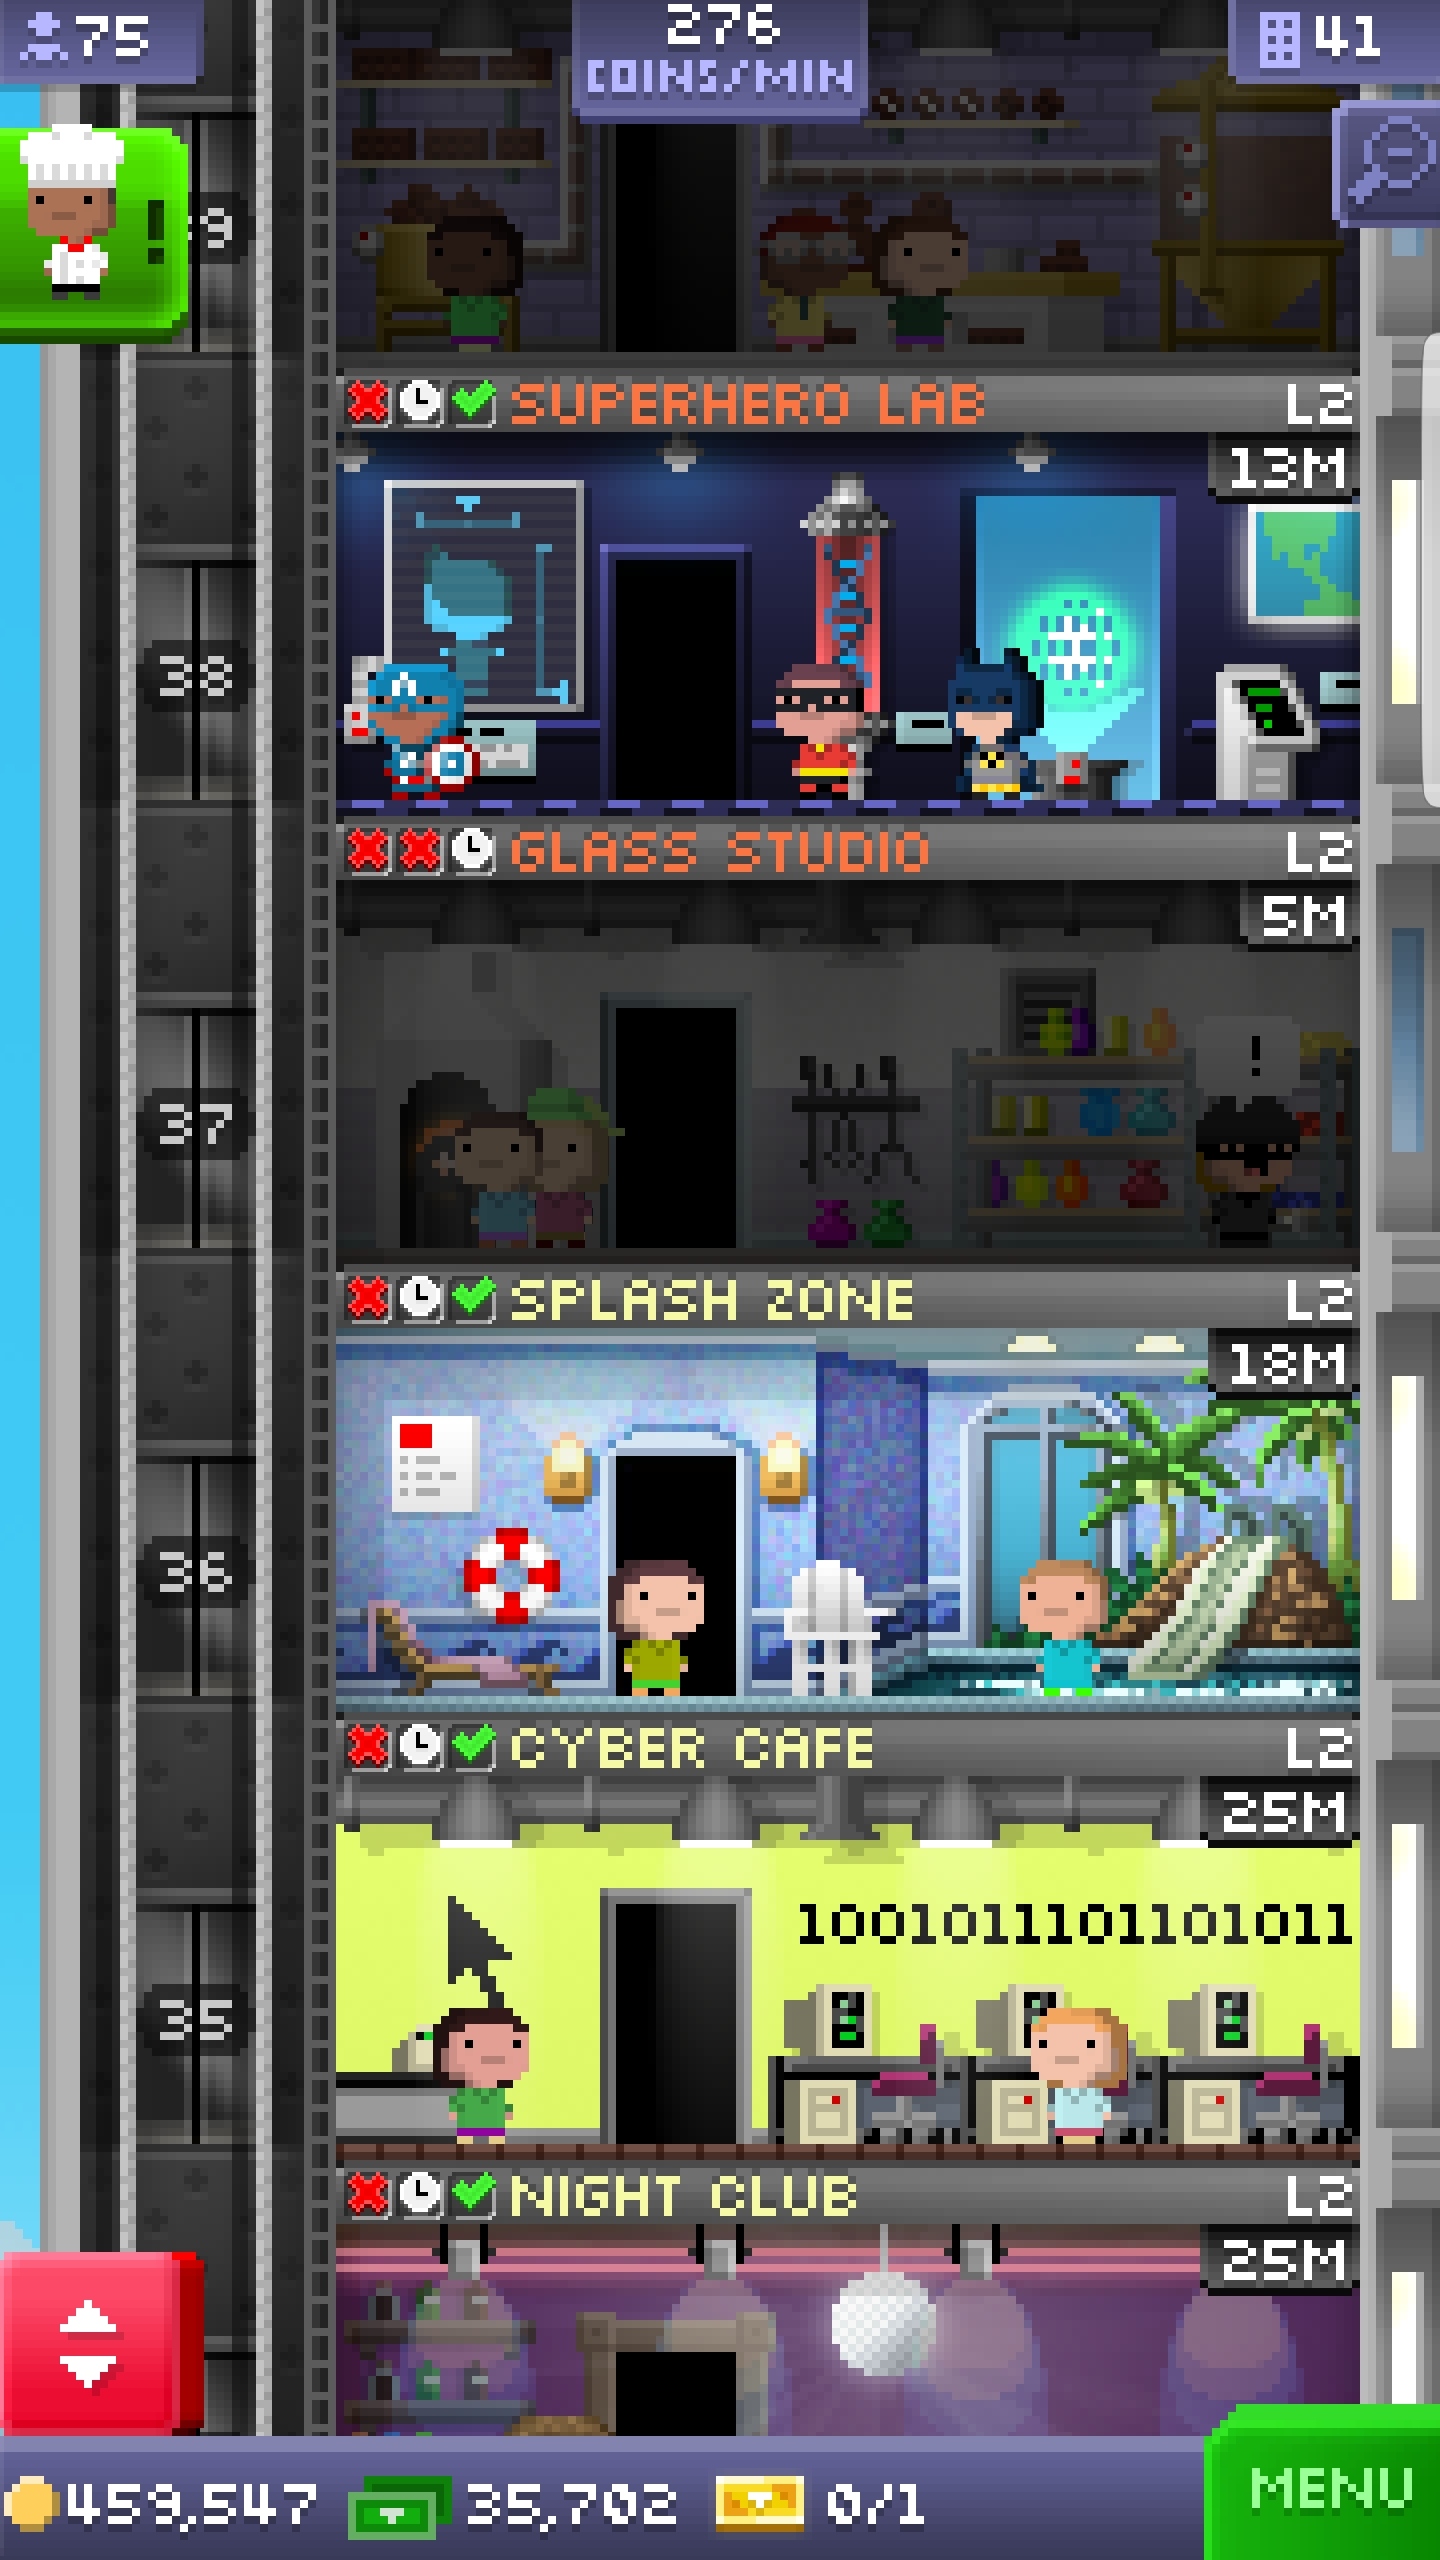 75
276
COINS/MIN
41
!
SUPERHERO LAB L2
13M
38
GLASS STUDIO L2
5M
!
37
SPLASH ZONE L2
18M
36
CYBER CAFE L2
25M
1001011101101011
35
NIGHT CLUB L2
25M
459,547 35,702 0/1 MENU